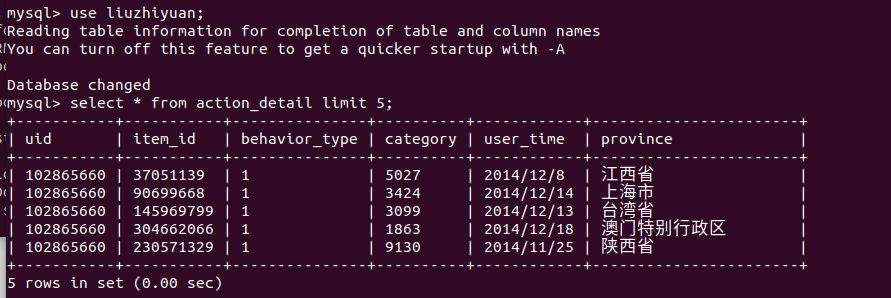 mysql> use liuzhiyuan;
Reading table information for completion of table and column names
You can turn off this feature to get a quicker startup with -A
Database changed
mysql> select * from action_detail limit 5;
+-----------+-----------+---------------+----------+------------+-----------------------+
| uid | item_id | behavior_type | category | user_time | province |
+-----------+-----------+---------------+----------+------------+-----------------------+
| 102865660 | 37051139 | 1 | 5027 | 2014/12/8 | 江西省 |
| 102865660 | 90699668 | 1 | 3424 | 2014/12/14 | 上海市 |
| 102865660 | 145969799 | 1 | 3099 | 2014/12/13 | 台湾省 |
| 102865660 | 304662066 | 1 | 1863 | 2014/12/18 | 澳门特别行政区 |
| 102865660 | 230571329 | 1 | 9130 | 2014/11/25 | 陕西省 |
+-----------+-----------+---------------+----------+------------+-----------------------+
5 rows in set (0.00 sec)